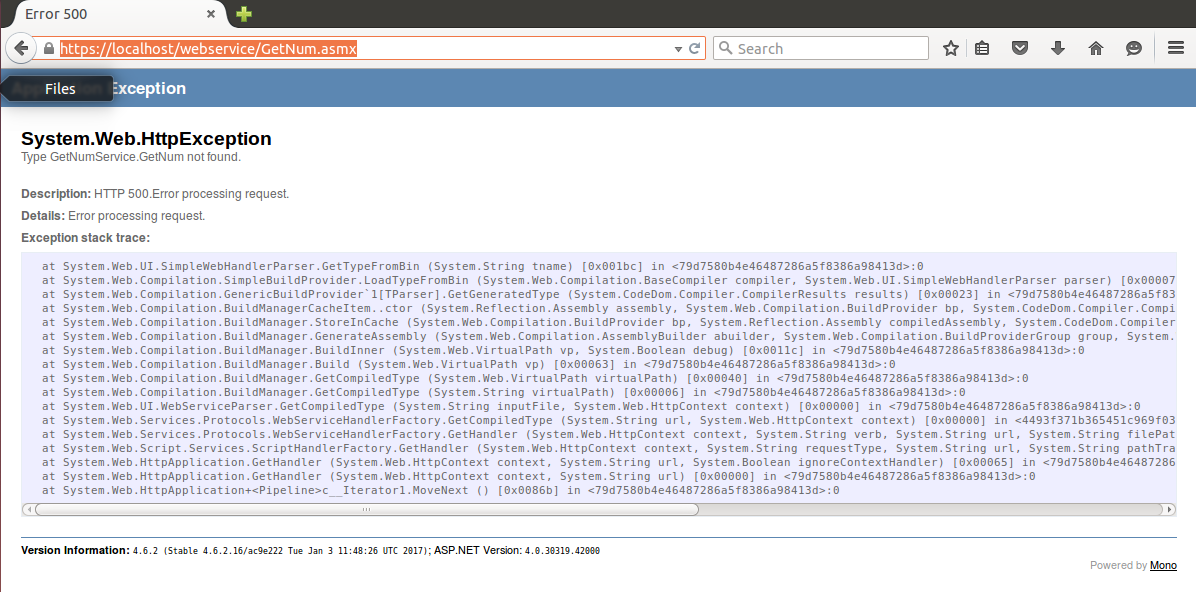 Error 500
https://localhost/webservice/GetNum.asmx
Search
Files
Exception
System.Web.HttpException
Type GetNumService.GetNum not found.
Description: HTTP 500.Error processing request.
Details: Error processing request.
Exception stack trace:
at System.Web.UI.SimpleWebHandlerParser.GetTypeFromBin (System.String tname) [0x001bc] in <79d7580b4e46487286a5f8386a98413d>:0
at System.Web.Compilation.SimpleBuildProvider.LoadTypeFromBin (System.Web.Compilation.BaseCompiler compiler, System.Web.UI.SimpleWebHandlerParser parser) [0x00007
at System.Web.Compilation.GenericBuildProvider`1[TParser].GetGeneratedType (System.CodeDom.Compiler.CompilerResults results) [0x00023] in <79d7580b4e46487286a5f83
at System.Web.Compilation.BuildManagerCacheItem..ctor (System.Reflection.Assembly assembly, System.Web.Compilation.BuildProvider bp, System.CodeDom.Compiler.Compi
at System.Web.Compilation.BuildManager.StoreInCache (System.Web.Compilation.BuildProvider bp, System.Reflection.Assembly compiledAssembly, System.CodeDom.Compiler
at System.Web.Compilation.BuildManager.GenerateAssembly (System.Web.Compilation.AssemblyBuilder abuilder, System.Web.Compilation.BuildProviderGroup group, System.
at System.Web.Compilation.BuildManager.BuildInner (System.Web.VirtualPath vp, System.Boolean debug) [0x0011c] in <79d7580b4e46487286a5f8386a98413d>:0
at System.Web.Compilation.BuildManager.Build (System.Web.VirtualPath vp) [0x00063] in <79d7580b4e46487286a5f8386a98413d>:0
at System.Web.Compilation.BuildManager.GetCompiledType (System.Web.VirtualPath virtualPath) [0x00040] in <79d7580b4e46487286a5f8386a98413d>:0
at System.Web.Compilation.BuildManager.GetCompiledType (System.String virtualPath) [0x00006] in <79d7580b4e46487286a5f8386a98413d>:0
at System.Web.UI.WebServiceParser.GetCompiledType (System.String inputFile, System.Web.HttpContext context) [0x00000] in <79d7580b4e46487286a5f8386a98413d>:0
at System.Web.Services.Protocols.WebServiceHandlerFactory.GetCompiledType (System.String url, System.Web.HttpContext context) [0x00000] in <4493f371b365451c969f03
at System.Web.Services.Protocols.WebServiceHandlerFactory.GetHandler (System.Web.HttpContext context, System.String verb, System.String url, System.String filePat
at System.Web.Script.Services.ScriptHandlerFactory.GetHandler (System.Web.HttpContext context, System.String requestType, System.String url, System.String pathTra
at System.Web.HttpApplication.GetHandler (System.Web.HttpContext context, System.String url, System.Boolean ignoreContextHandler) [0x00065] in <79d7580b4e46487286
at System.Web.HttpApplication.GetHandler (System.Web.HttpContext context, System.String url) [0x00000] in <79d7580b4e46487286a5f8386a98413d>:0
at System.Web.HttpApplication+<Pipeline>c__Iterator1.MoveNext () [0x0086b] in <79d7580b4e46487286a5f8386a98413d>:0
Version Information: 4.6.2 (Stable 4.6.2.16/ac9e222 Tue Jan 3 11:48:26 UTC 2017); ASP.NET Version: 4.0.30319.42000
Powered by Mono